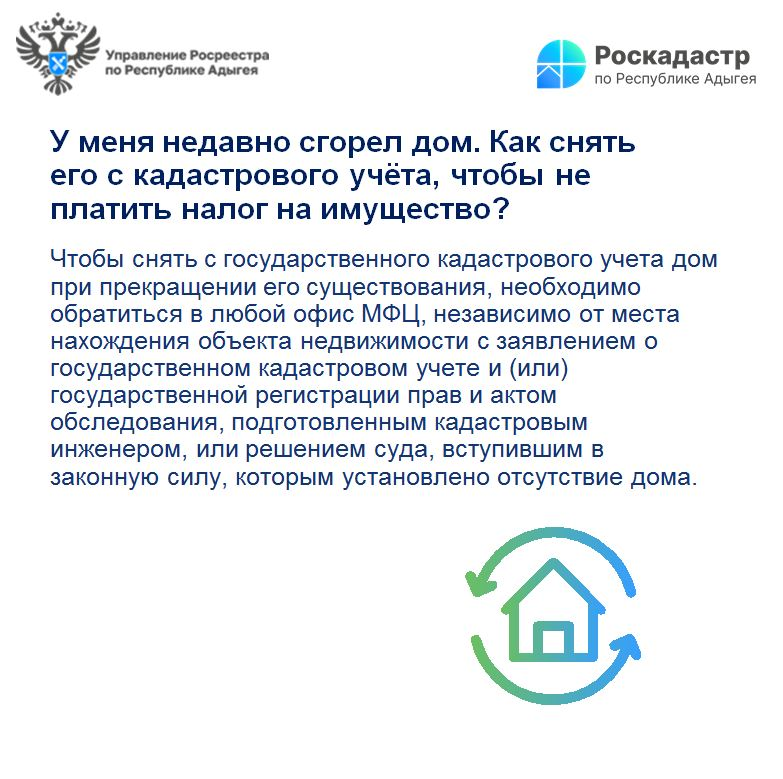 Управление Росреестра
по Республике Адыгея
Роскадастр
по Республике Адыгея
У меня недавно сгорел дом. Как снять
его с кадастрового учёта, чтобы не
платить налог на имущество?
Чтобы снять с государственного кадастрового учета дом
при прекращении его существования, необходимо
обратиться в любой офис МФЦ, независимо от места
нахождения объекта недвижимости с заявлением о
государственном кадастровом учете и (или)
государственной регистрации прав и актом
обследования, подготовленным кадастровым
инженером, или решением суда, вступившим в
законную силу, которым установлено отсутствие дома.